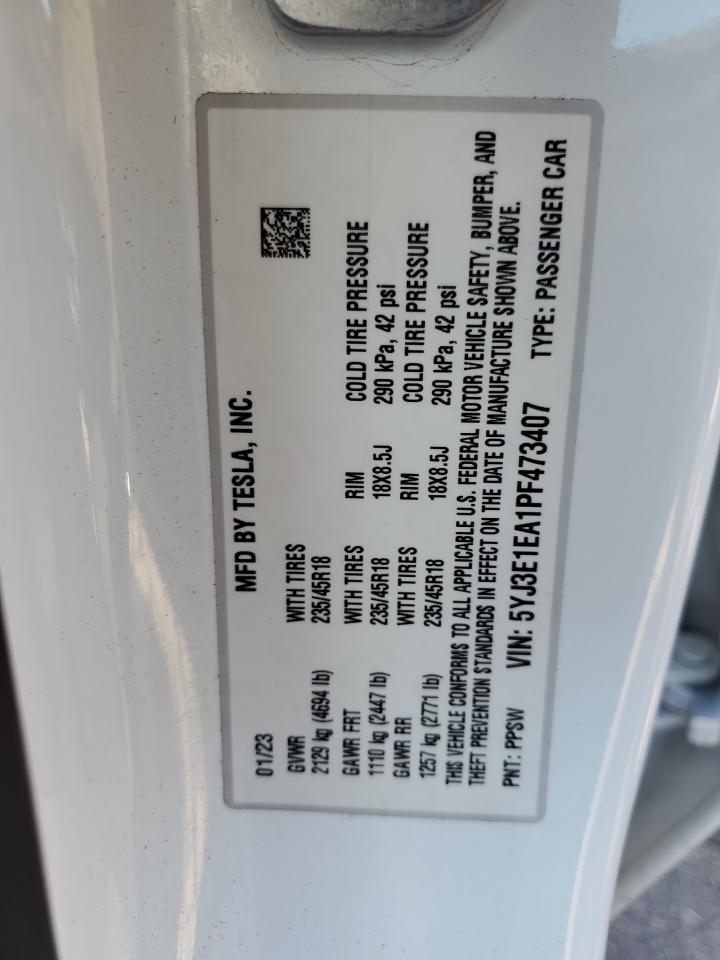 MFD BY TESLA, INC.
01/23
GVWR WITH TIRES
2129 kg (4694 lb) 235/45R18
GAWR FRT WITH TIRES RIM COLD TIRE PRESSURE
1110 kg (2447 lb) 235/45R18 18X8.5J 290 kPa, 42 psi
GAWR RR WITH TIRES RIM COLD TIRE PRESSURE
1257 kg (2771 lb) 235/45R18 18X8.5J 290 kPa, 42 psi
THIS VEHICLE CONFORMS TO ALL APPLICABLE U.S. FEDERAL MOTOR VEHICLE SAFETY, BUMPER, AND
THEFT PREVENTION STANDARDS IN EFFECT ON THE DATE OF MANUFACTURE SHOWN ABOVE.
PNT: PPSW VIN: 5YJ3E1EA1PF473407 TYPE: PASSENGER CAR